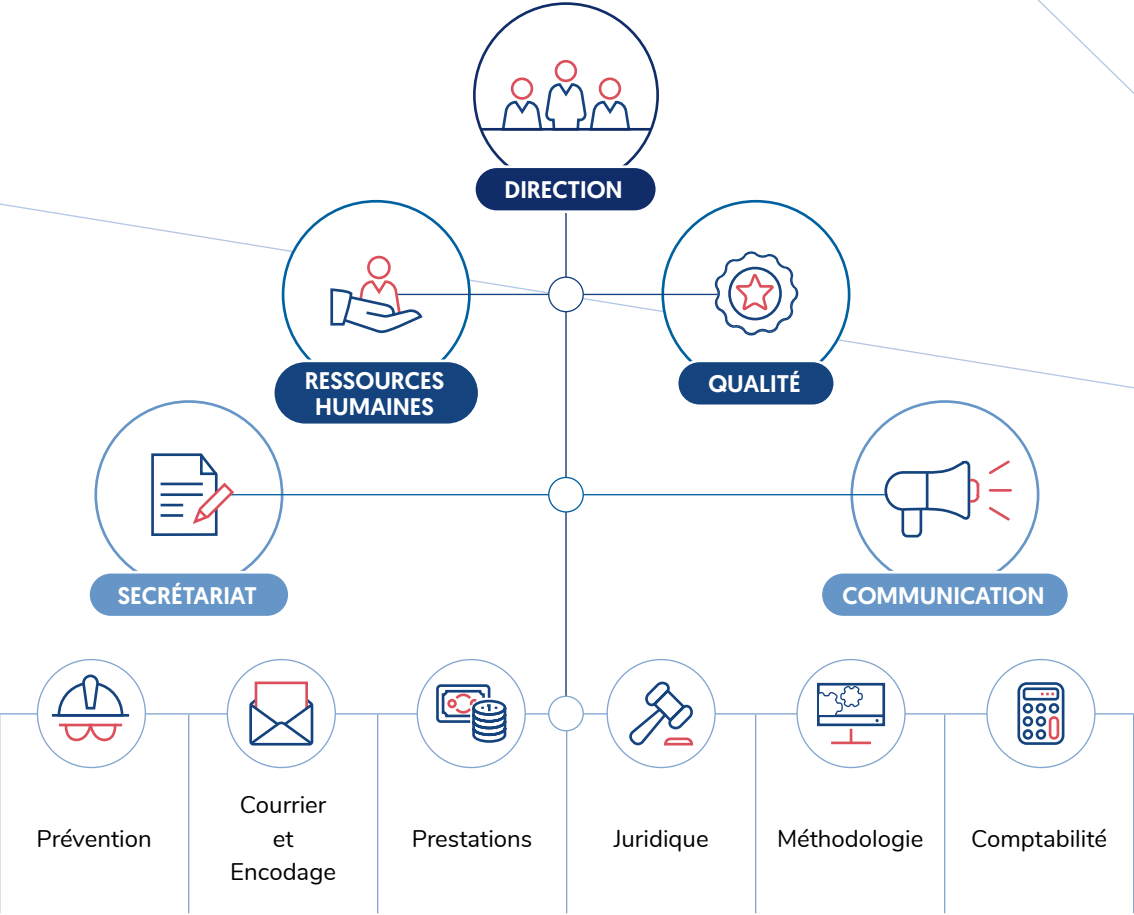 DIRECTION
RESSOURCES
HUMAINES
QUALITÉ
SECRÉTARIAT
COMMUNICATION
Prévention
Courrier
et
Encodage
Prestations
Juridique
Méthodologie
Comptabilité